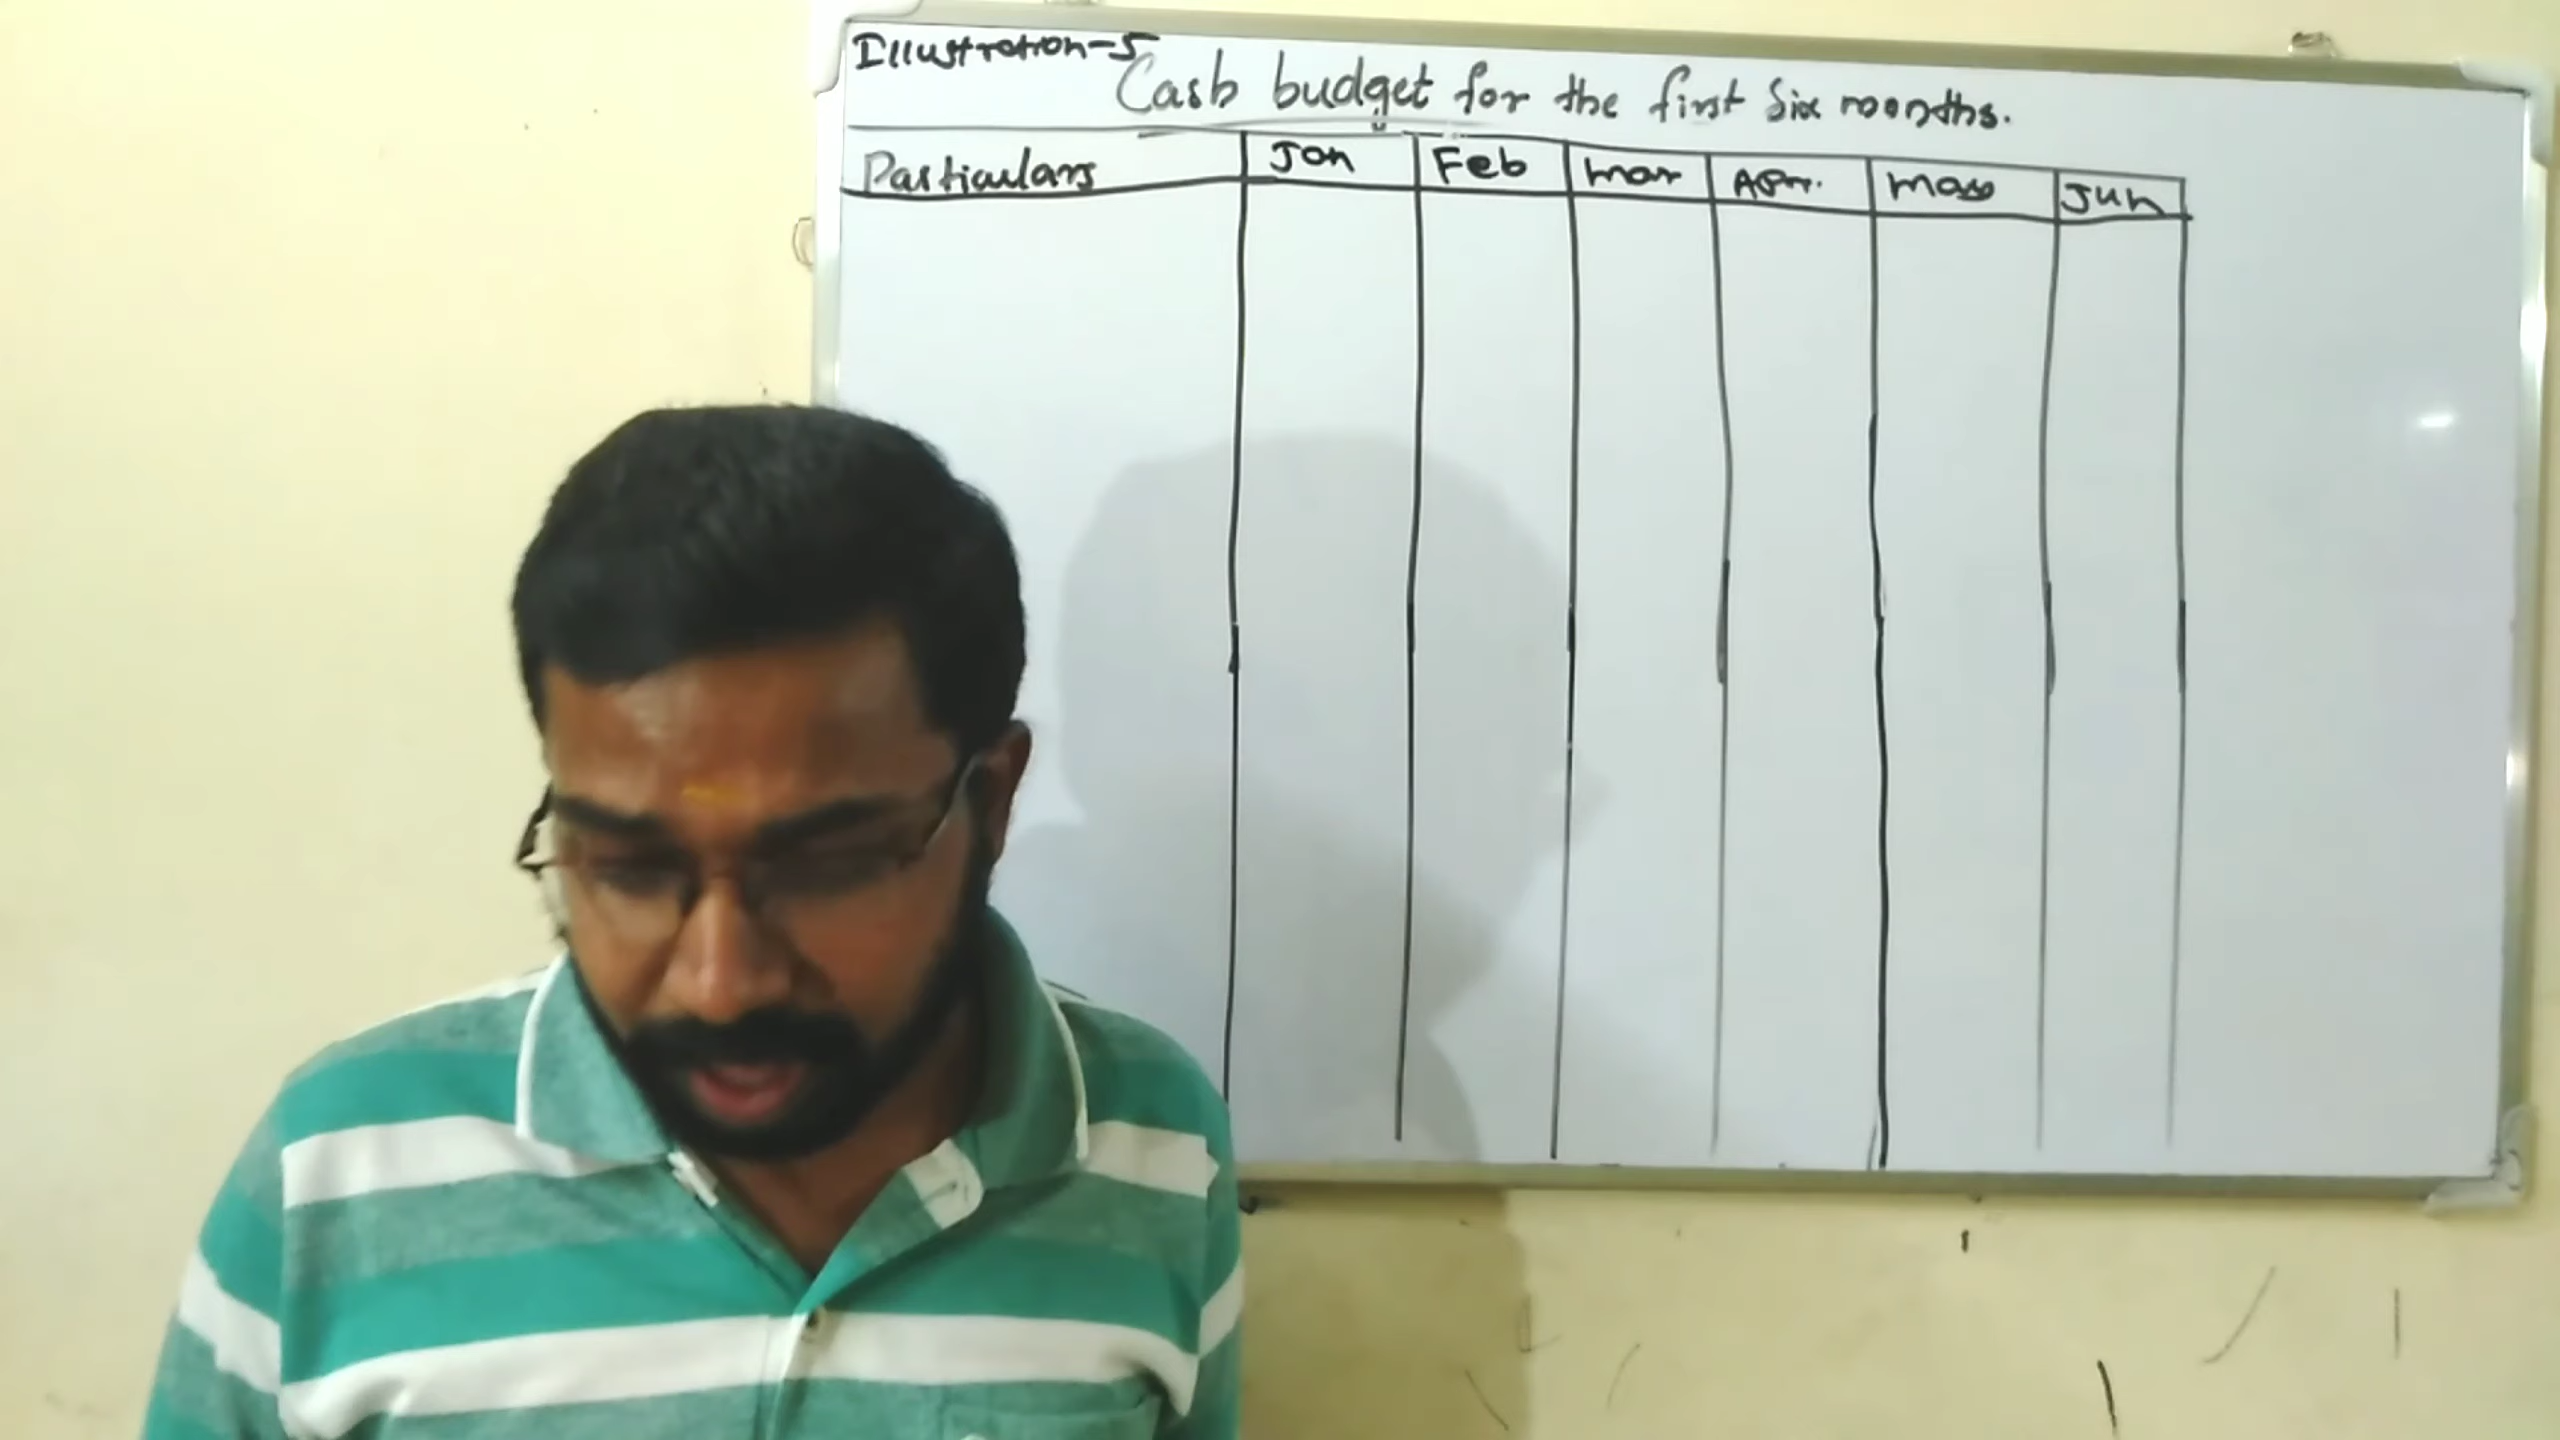 Illustration-5
Cash budget for the first Six months.
Particulars Jan Feb Mar Apr. May Jun